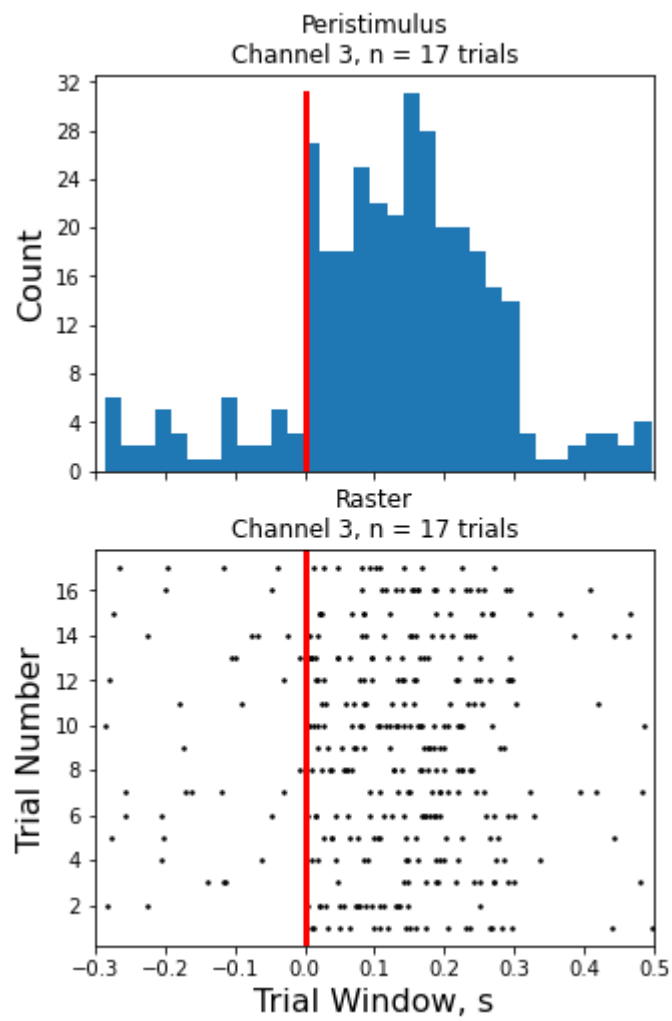 Peristimulus
Channel 3, n = 17 trials
32
28
24
20
16
12
8
4
0
Count
Raster
Channel 3, n = 17 trials
16
14
12
10
8
6
4
2
Trial Number
−0.3 −0.2 −0.1 0.0 0.1 0.2 0.3 0.4 0.5
Trial Window, s